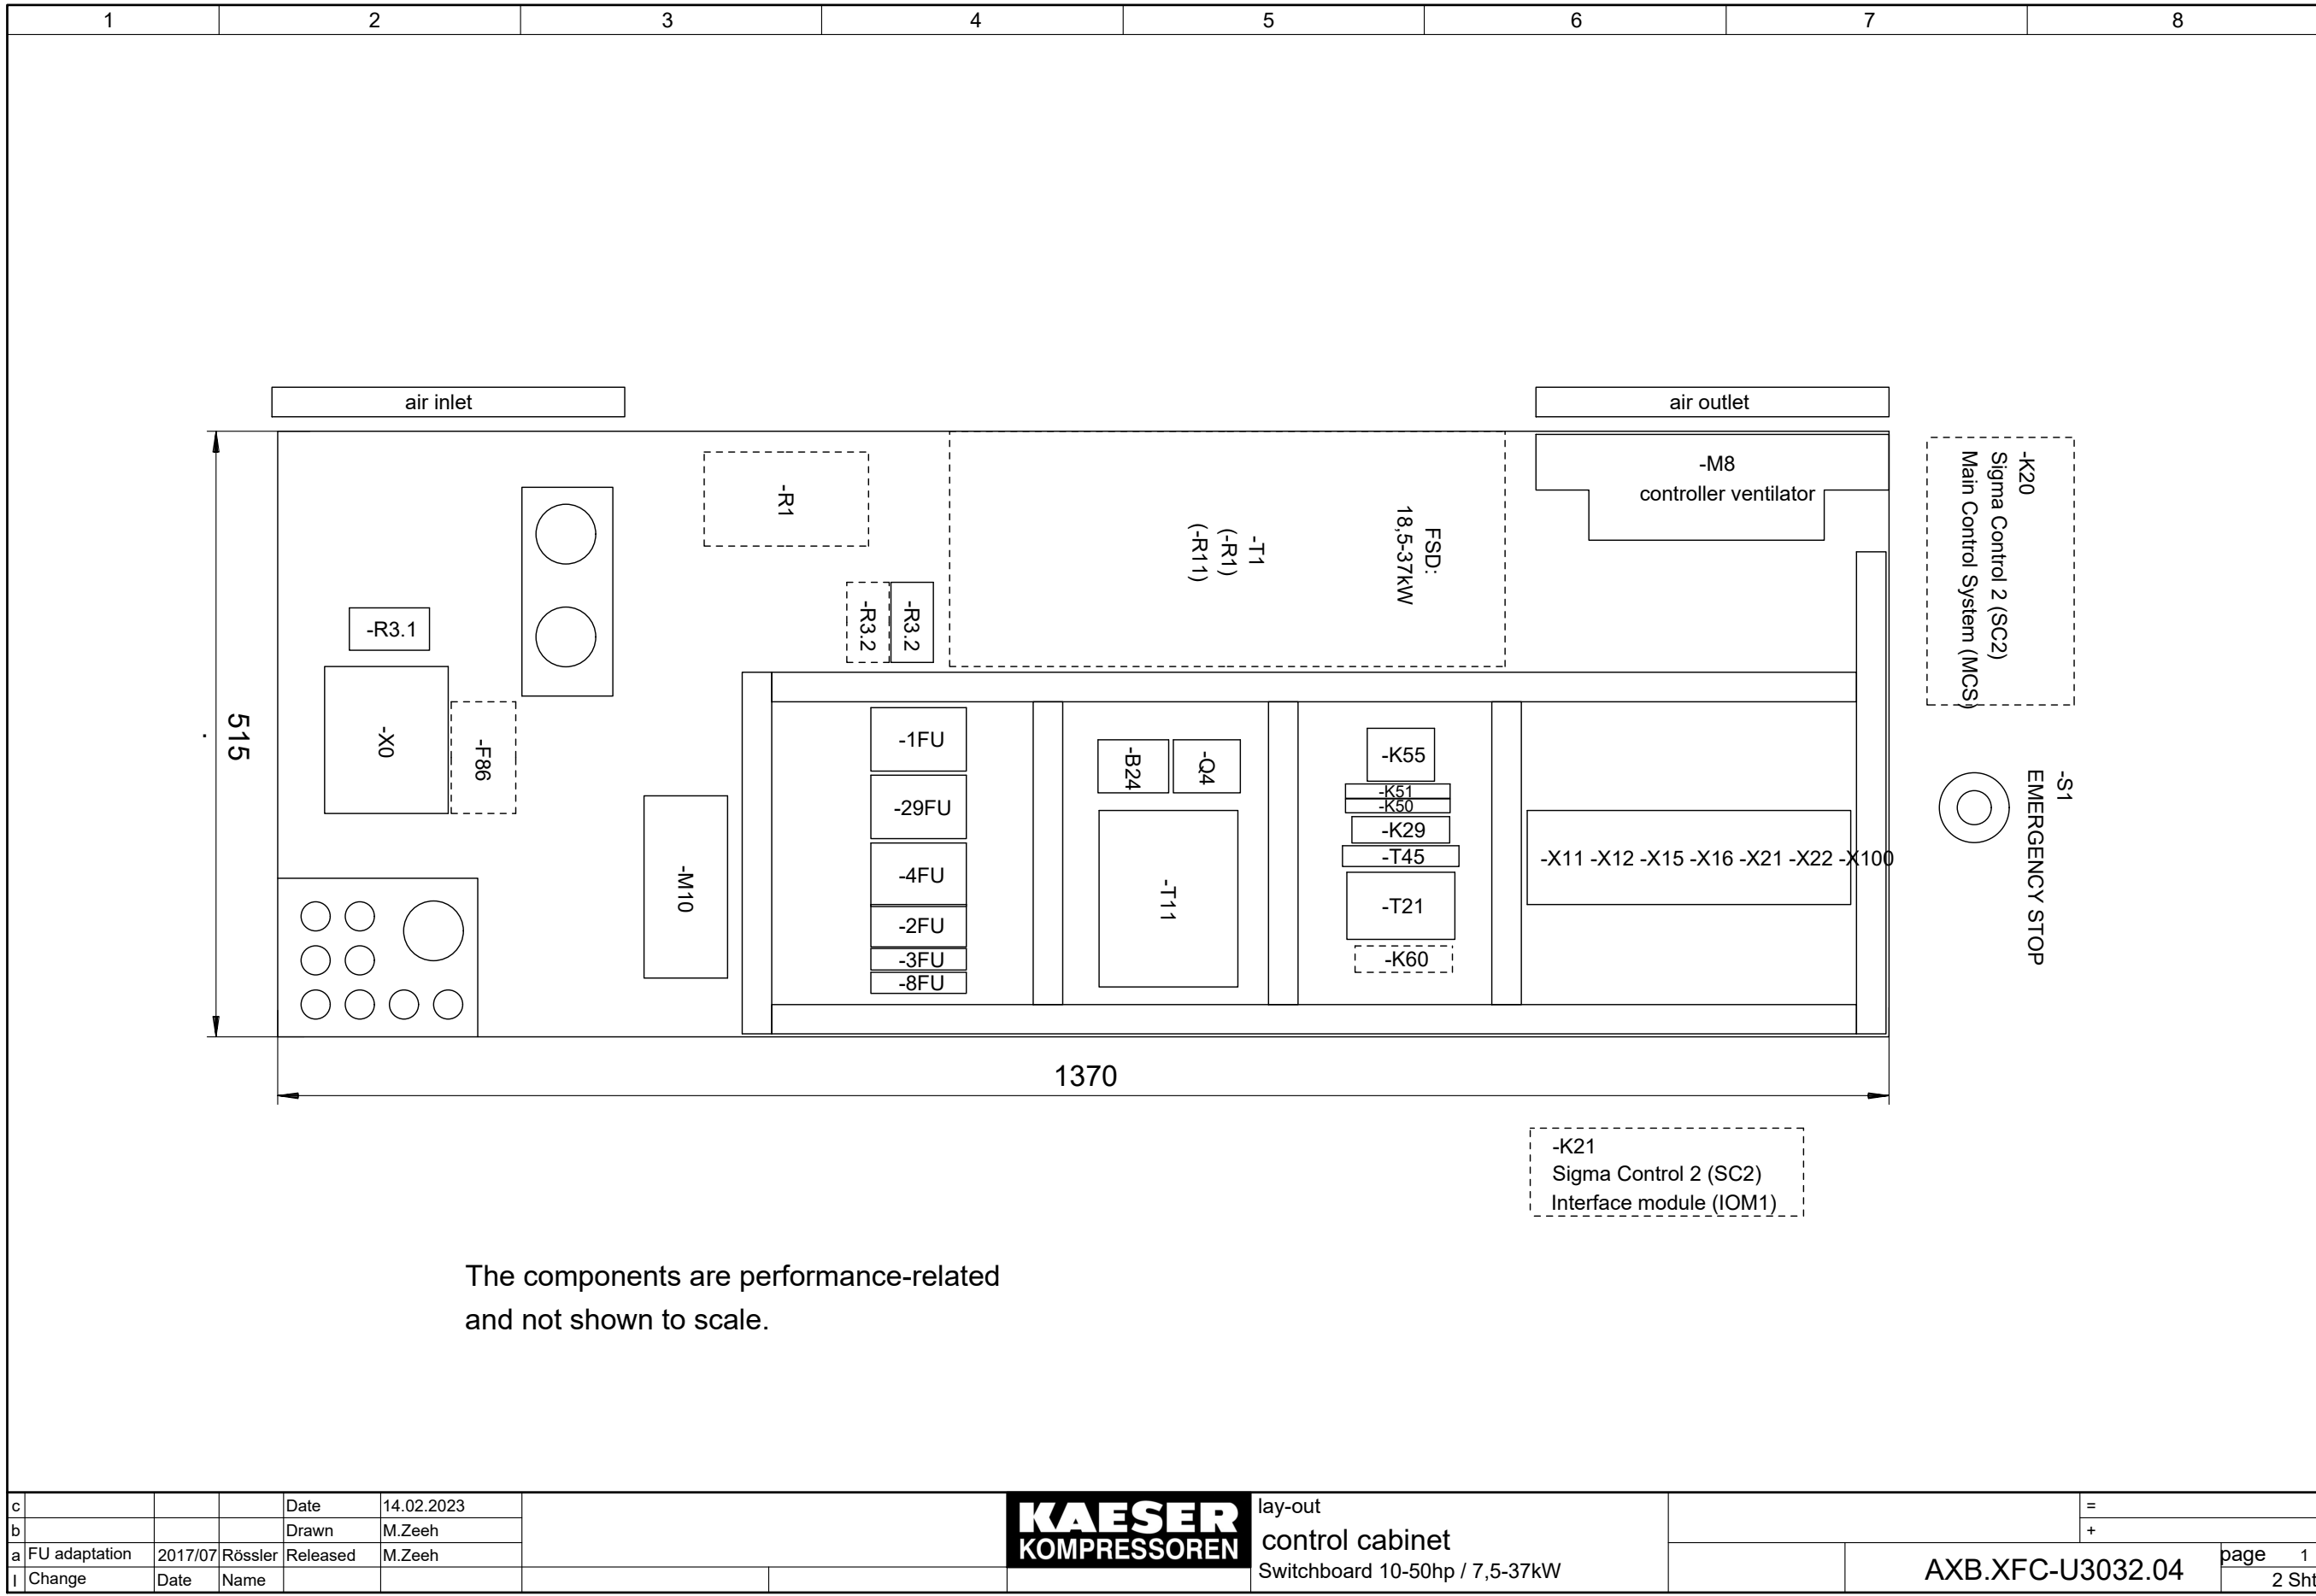 1 2 3 4 5 6 7 8
air inlet
air outlet
-R1
-T1
(-R1)
(-R11)
FSD:
18,5-37kW
-M8
controller ventilator
-K20
Sigma Control 2 (SC2)
Main Control System (MCS)
-R3.1
-R3.2
-R3.2
-X0
-F86
515
.
-M10
-1FU
-29FU
-4FU
-2FU
-3FU
-8FU
-B24
-Q4
-T11
-K55
-K51
-K50
-K29
-T45
-T21
-K60
-X11 -X12 -X15 -X16 -X21 -X22 -X100
-S1
EMERGENCY STOP
1370
-K21
Sigma Control 2 (SC2)
Interface module (IOM1)
The components are performance-related
and not shown to scale.
c Date 14.02.2023
b Drawn M.Zeeh
a FU adaptation 2017/07 Rössler Released M.Zeeh
I Change Date Name
KAESER
KOMPRESSOREN
lay-out
control cabinet
Switchboard 10-50hp / 7,5-37kW
=
+
AXB.XFC-U3032.04
page 1
2 Sht